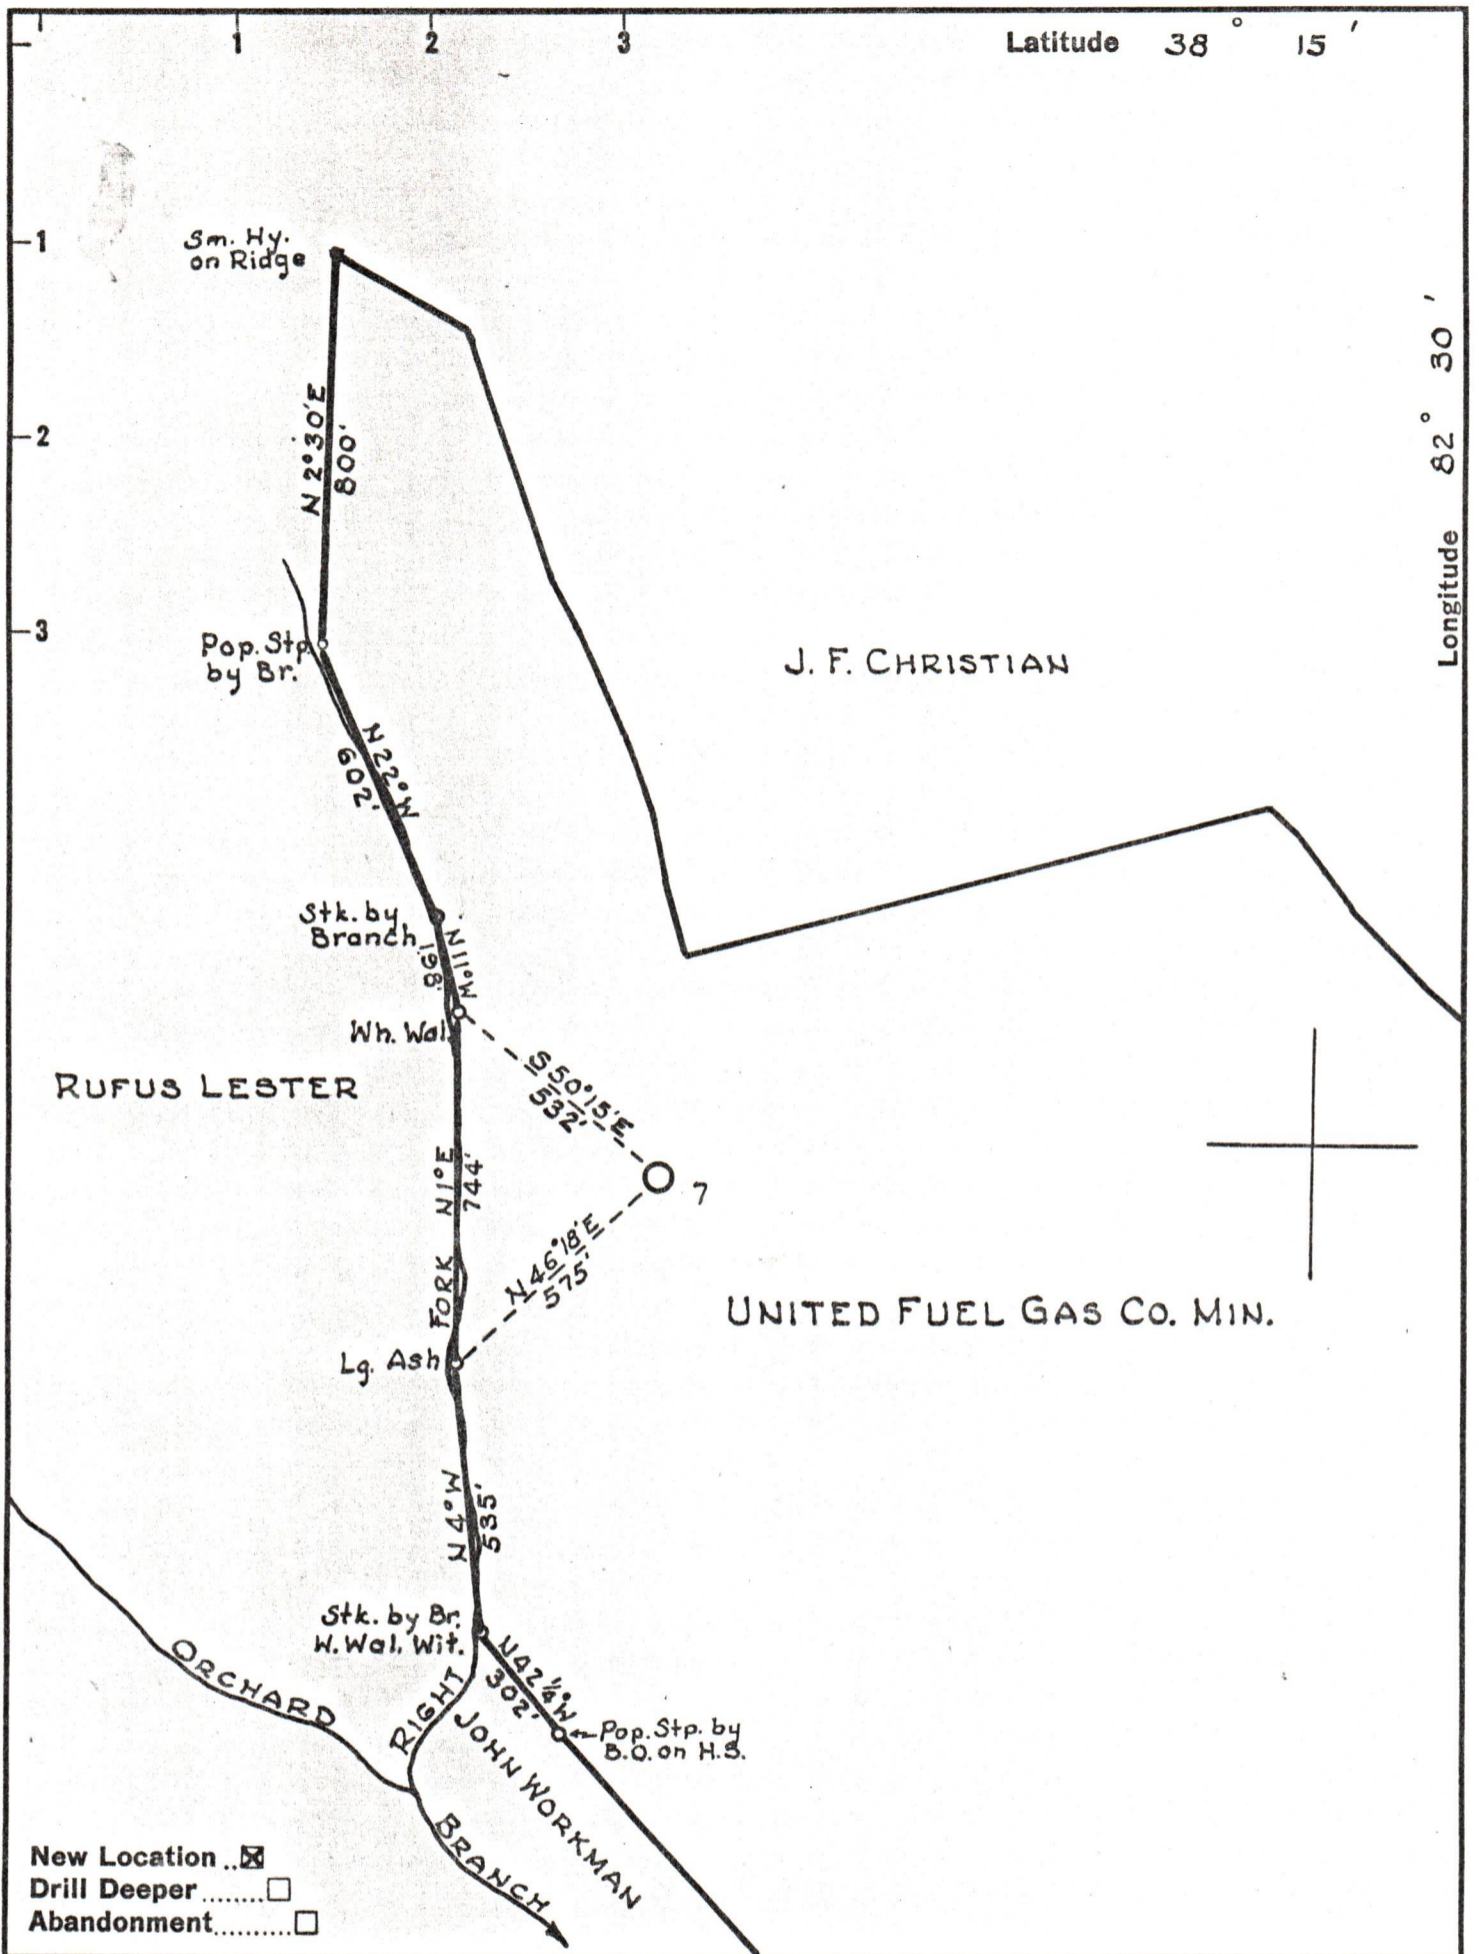 1
2
3
Latitude 38° 15'
1
2
3
Longitude 82° 30'
Sm. Hy.
on Ridge
N 2°30'E
800'
Pop. Stp.
by Br.
N 22°W
602'
J. F. CHRISTIAN
Stk. by
Branch
N11°W
198'
Wh. Wal.
RUFUS LESTER
S 50°15'E
532'
7
N1°E
744'
N 46°18'E
575'
UNITED FUEL GAS CO. MIN.
FORK
Lg. Ash
N 4°W
535'
Stk. by Br.
W. Wal. Wit.
N42¼°W
302'
Pop. Stp. by
B.O. on H.S.
ORCHARD
RIGHT
JOHN WORKMAN
BRANCH
New Location ..☒
Drill Deeper ........☐
Abandonment..........☐